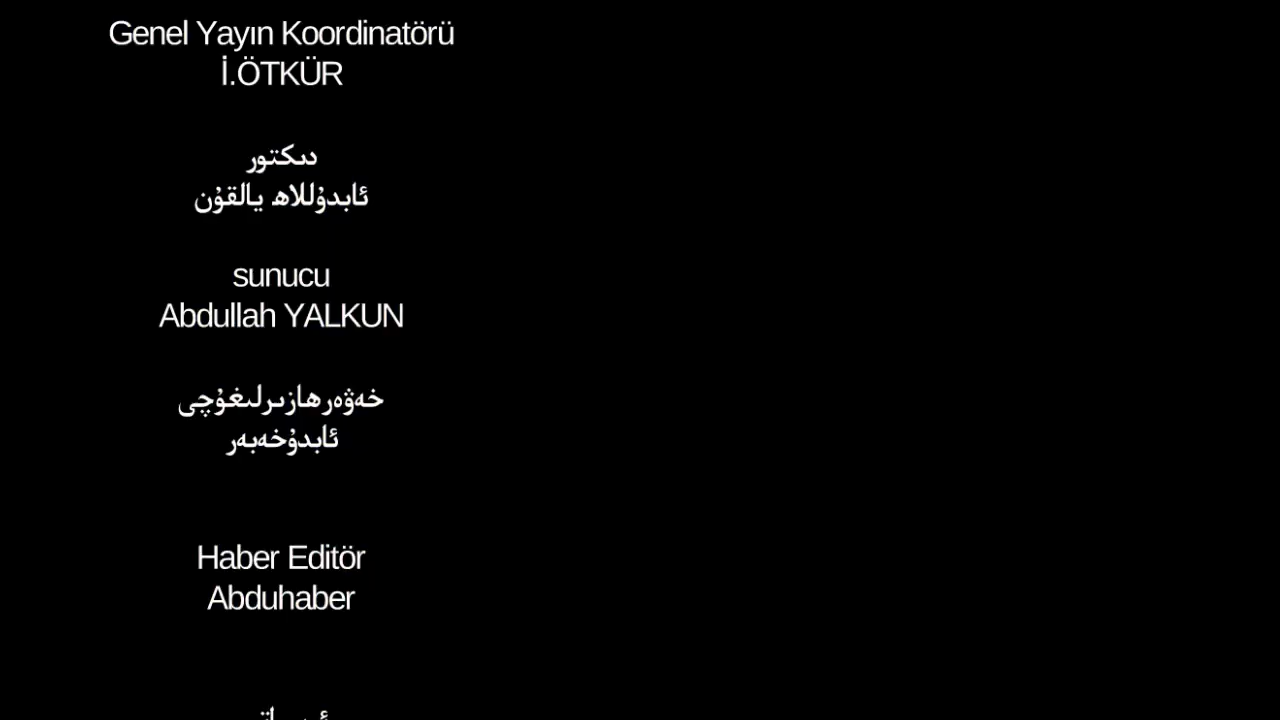 Genel Yayın Koordinatörü
İ.ÖTKÜR
دىكتور
ئابدۇللاھ يالقۇن
sunucu
Abdullah YALKUN
خەۋەرھازىرلىغۇچى
ئابدۇخەبەر
Haber Editör
Abduhaber